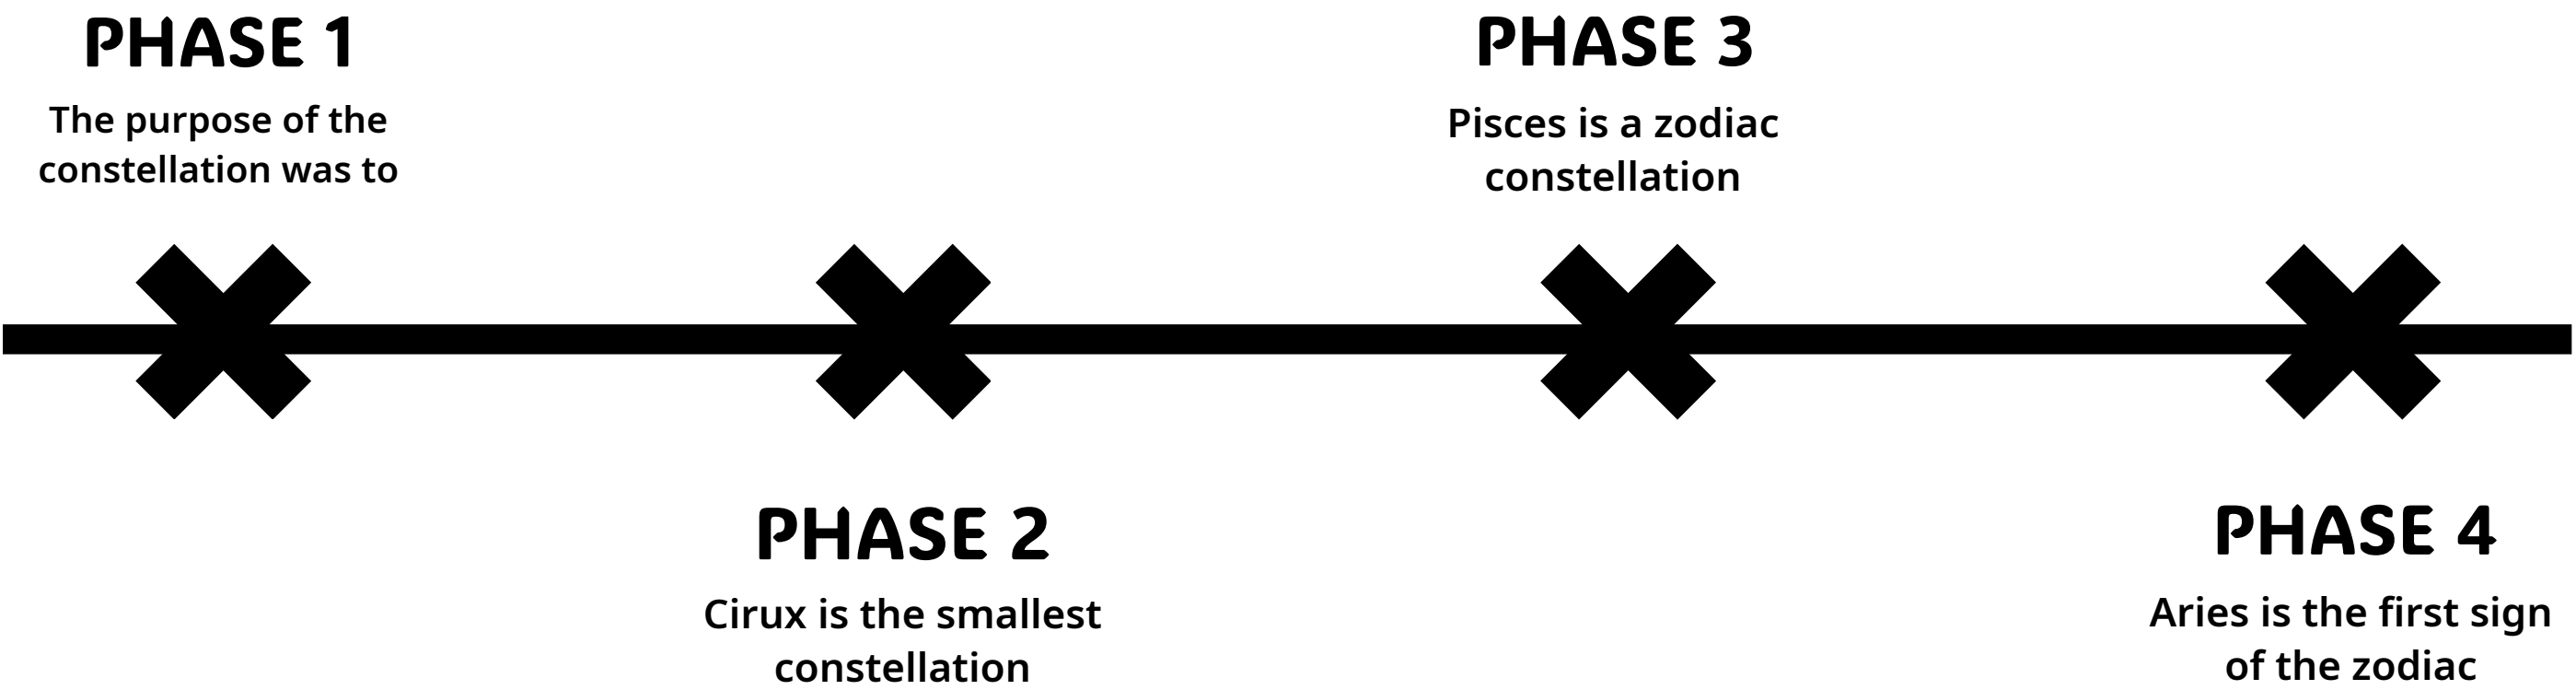 PHASE 1
The purpose of the
constellation was to
PHASE 2
Cirux is the smallest
constellation
PHASE 3
Pisces is a zodiac
constellation
PHASE 4
Aries is the first sign
of the zodiac